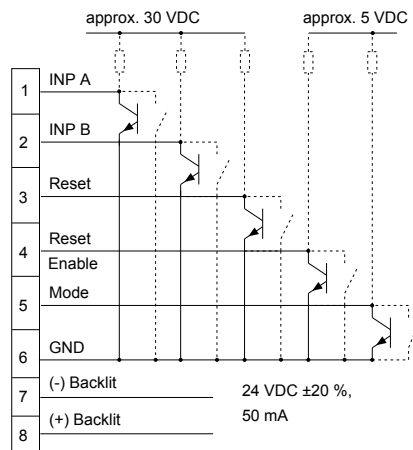 approx. 30 VDC
approx. 5 VDC
1 INP A
2 INP B
3 Reset
4 Reset
Enable
5 Mode
6 GND
7 (-) Backlit
8 (+) Backlit
24 VDC ±20 %,
50 mA